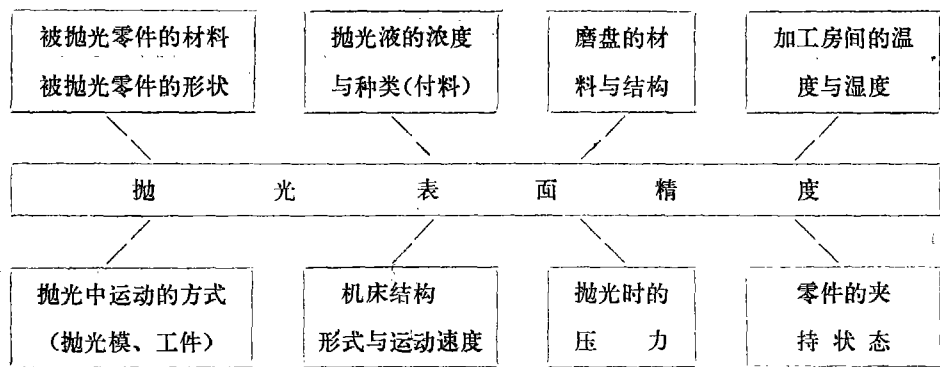 被抛光零件的材料
被抛光零件的形状
抛光液的浓度
与种类(付料)
磨盘的材
料与结构
加工房间的温
度与湿度
抛光表面精度
抛光中运动的方式
(抛光模、工件)
机床结构
形式与运动速度
抛光时的
压力
零件的夹
持状态